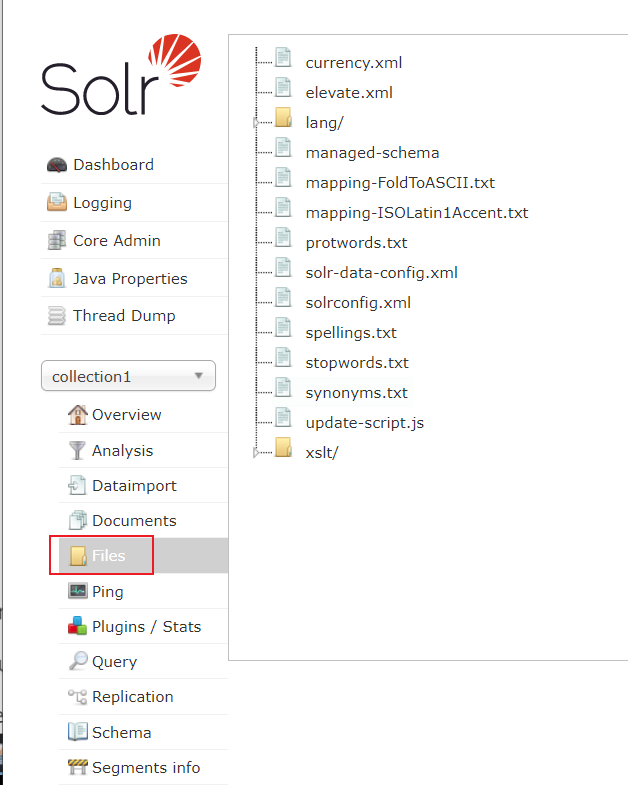 Solr
Dashboard
Logging
Core Admin
Java Properties
Thread Dump
collection1
Overview
Analysis
Dataimport
Documents
Files
Ping
Plugins / Stats
Query
Replication
Schema
Segments info
currency.xml
elevate.xml
lang/
managed-schema
mapping-FoldToASCII.txt
mapping-ISOLatin1Accent.txt
protwords.txt
solr-data-config.xml
solrconfig.xml
spellings.txt
stopwords.txt
synonyms.txt
update-script.js
xslt/